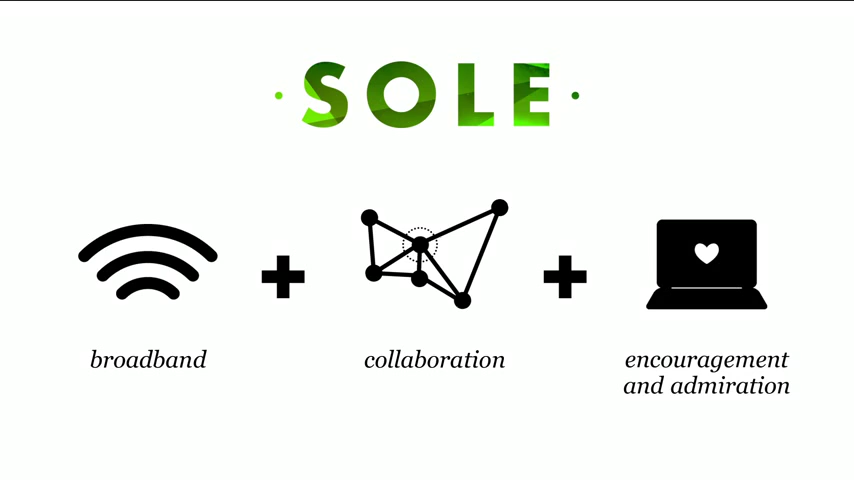 SOLE
broadband
collaboration
encouragement
and admiration